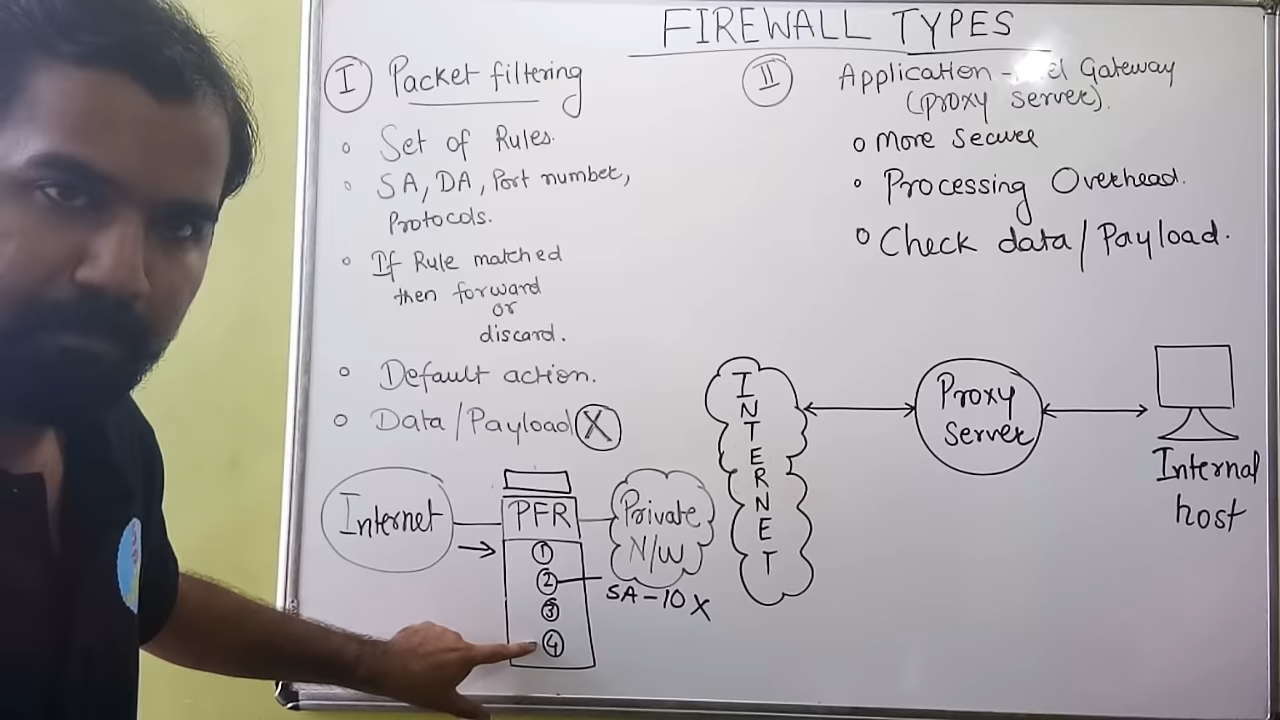 FIREWALL TYPES
I Packet filtering
Set of Rules.
SA, DA, Port number,
Protocols.
If Rule matched
then forward
or
discard.
Default action.
Data/Payload X
Internet
PFR
1
2
3
4
Private
N/W
SA-10 X
II Application - Gateway
(proxy server).
More Secure
Processing Overhead.
Check data/Payload.
INTERNET
Proxy
Server
Internal
host